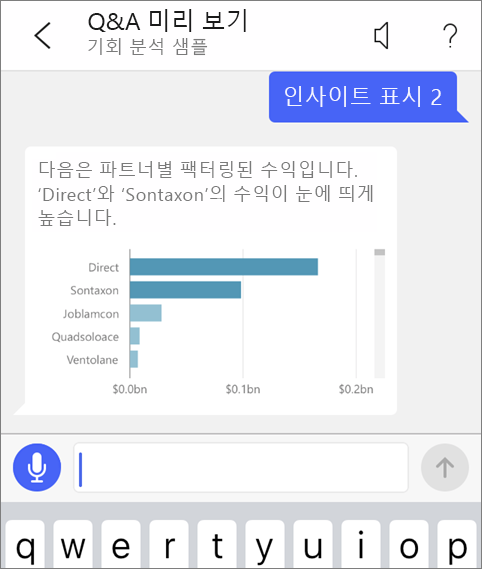 Q&A 미리 보기
기회 분석 샘플
인사이트 표시 2
다음은 파트너별 팩터링된 수익입니다.
‘Direct’와 ‘Sontaxon’의 수익이 눈에 띄게
높습니다.
Direct
Sontaxon
Joblamcon
Quadsoloace
Ventolane
$0.0bn $0.1bn $0.2bn
q w e r t y u i o p